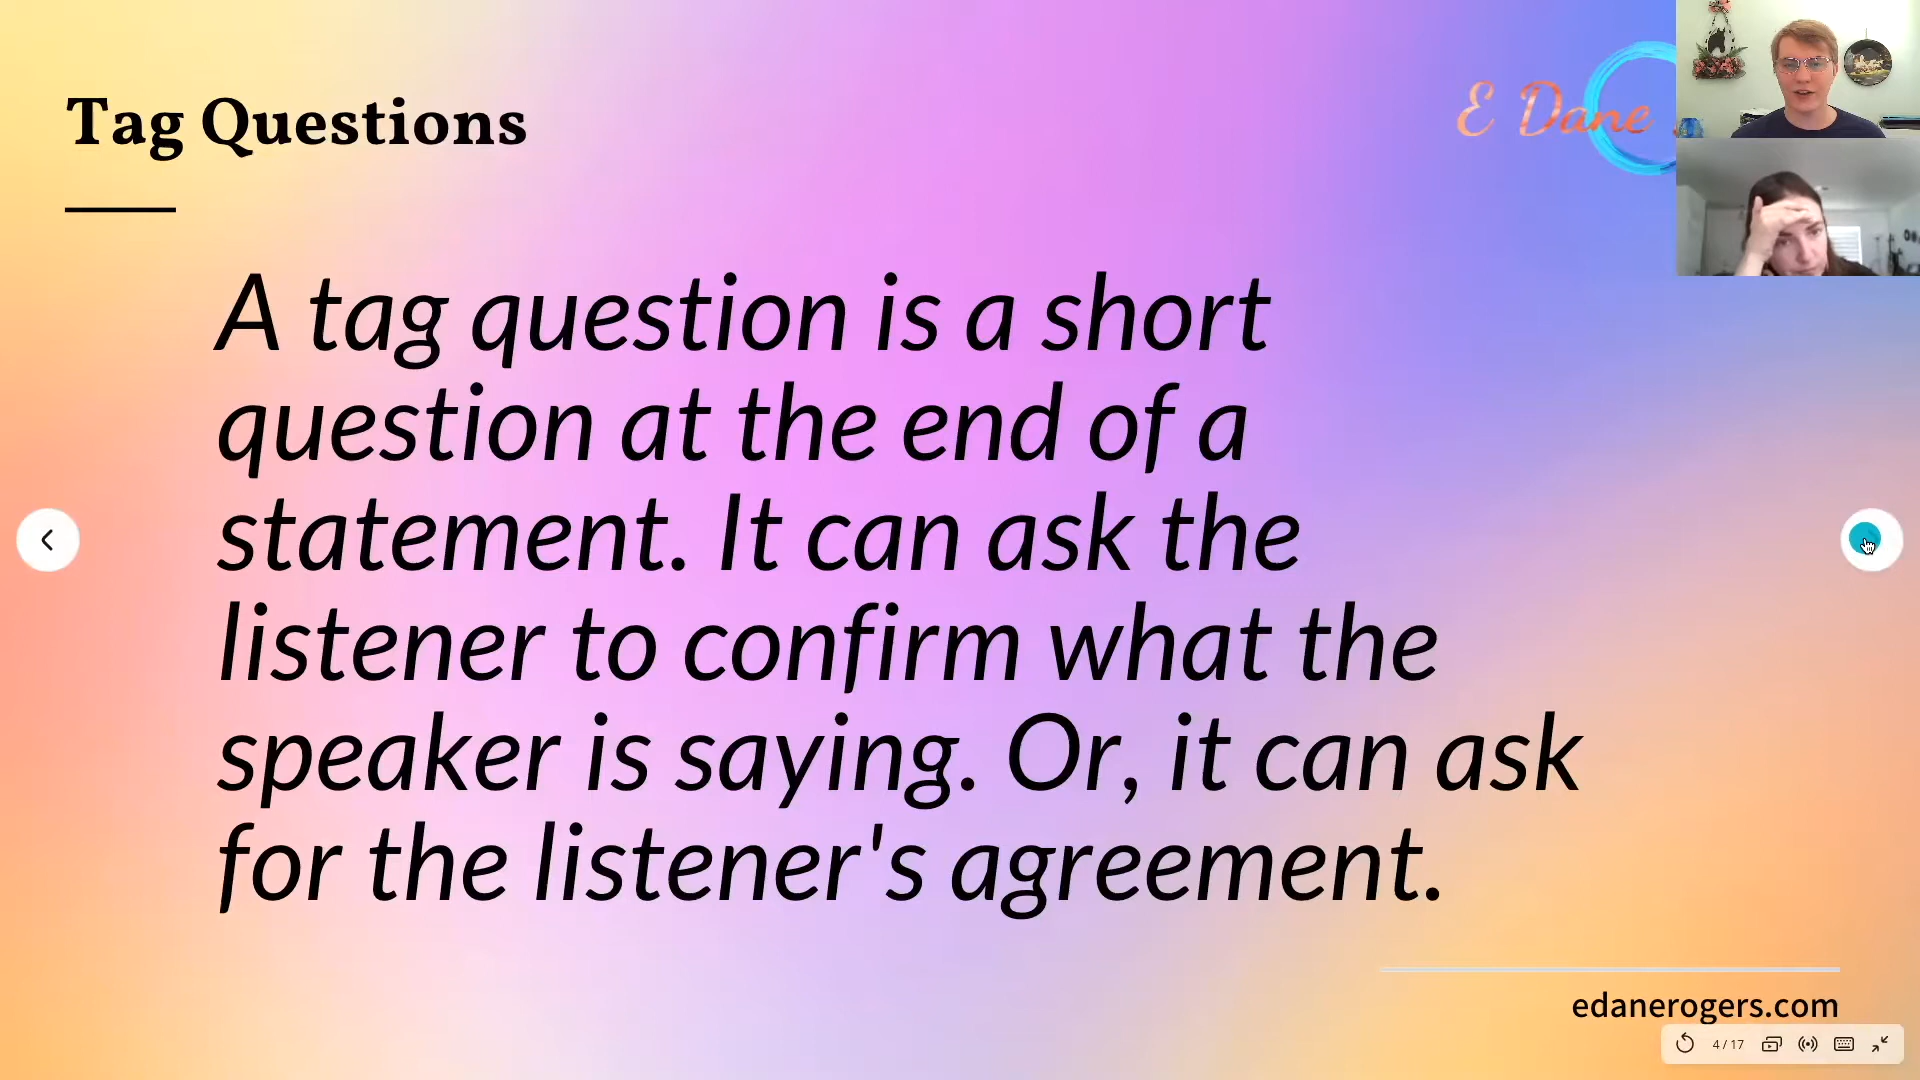 Tag Questions
E Dane
A tag question is a short
question at the end of a
statement. It can ask the
listener to confirm what the
speaker is saying. Or, it can ask
for the listener's agreement.
edanerogers.com
4 / 17